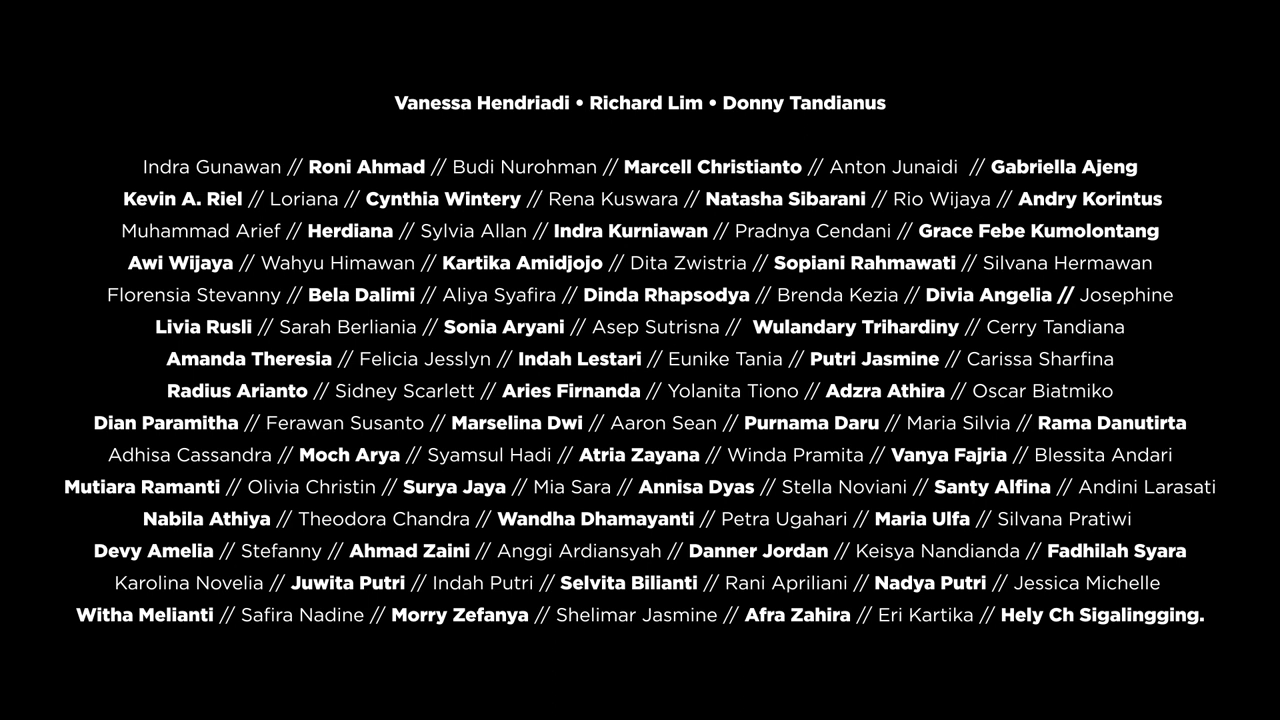 Vanessa Hendriadi • Richard Lim • Donny Tandianus
Indra Gunawan // Roni Ahmad // Budi Nurohman // Marcell Christianto // Anton Junaidi // Gabriella Ajeng
Kevin A. Riel // Loriana // Cynthia Wintery // Rena Kuswara // Natasha Sibarani // Rio Wijaya // Andry Korintus
Muhammad Arief // Herdiana // Sylvia Allan // Indra Kurniawan // Pradnya Cendani // Grace Febe Kumolontang
Awi Wijaya // Wahyu Himawan // Kartika Amidjojo // Dita Zwistria // Sopiani Rahmawati // Silvana Hermawan
Florensia Stevanny // Bela Dalimi // Aliya Syafira // Dinda Rhapsodya // Brenda Kezia // Divia Angelia // Josephine
Livia Rusli // Sarah Berliania // Sonia Aryani // Asep Sutrisna // Wulandary Trihardiny // Cerry Tandiana
Amanda Theresia // Felicia Jesslyn // Indah Lestari // Eunike Tania // Putri Jasmine // Carissa Sharfina
Radius Arianto // Sidney Scarlett // Aries Firnanda // Yolanita Tiono // Adzra Athira // Oscar Biatmiko
Dian Paramitha // Ferawan Susanto // Marselina Dwi // Aaron Sean // Purnama Daru // Maria Silvia // Rama Danutirta
Adhisa Cassandra // Moch Arya // Syamsul Hadi // Atria Zayana // Winda Pramita // Vanya Fajria // Blessita Andari
Mutiara Ramanti // Olivia Christin // Surya Jaya // Mia Sara // Annisa Dyas // Stella Noviani // Santy Alfina // Andini Larasati
Nabila Athiya // Theodora Chandra // Wandha Dhamayanti // Petra Ugahari // Maria Ulfa // Silvana Pratiwi
Devy Amelia // Stefanny // Ahmad Zaini // Anggi Ardiansyah // Danner Jordan // Keisya Nandianda // Fadhilah Syara
Karolina Novelia // Juwita Putri // Indah Putri // Selvita Bilianti // Rani Apriliani // Nadya Putri // Jessica Michelle
Witha Melianti // Safira Nadine // Morry Zefanya // Shelimar Jasmine // Afra Zahira // Eri Kartika // Hely Ch Sigalingging.